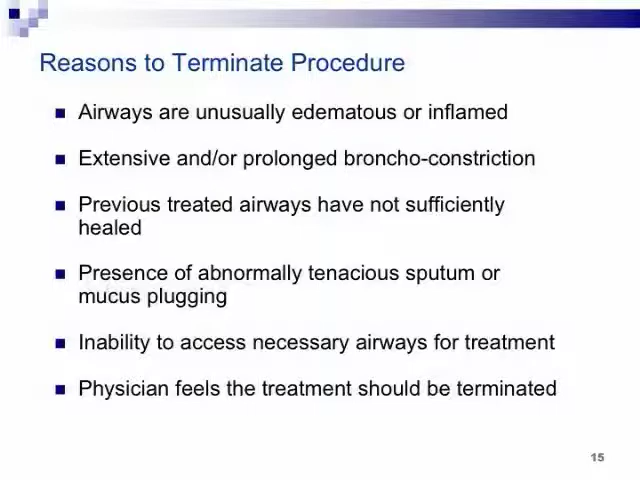 Reasons to Terminate Procedure
Airways are unusually edematous or inflamed
Extensive and/or prolonged broncho-constriction
Previous treated airways have not sufficiently
healed
Presence of abnormally tenacious sputum or
mucus plugging
Inability to access necessary airways for treatment
Physician feels the treatment should be terminated
15